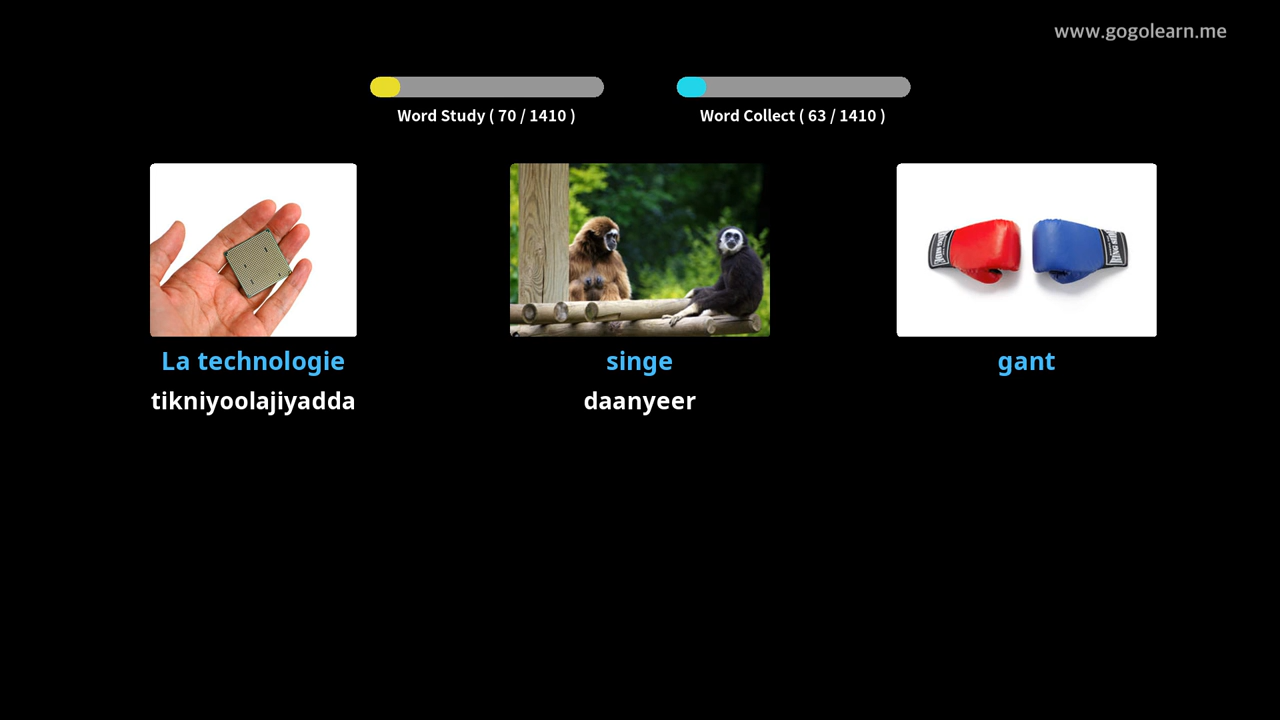 www.gogolearn.me
Word Study ( 70 / 1410 )
Word Collect ( 63 / 1410 )
La technologie
tikniyoolajiyadda
singe
daanyeer
gant